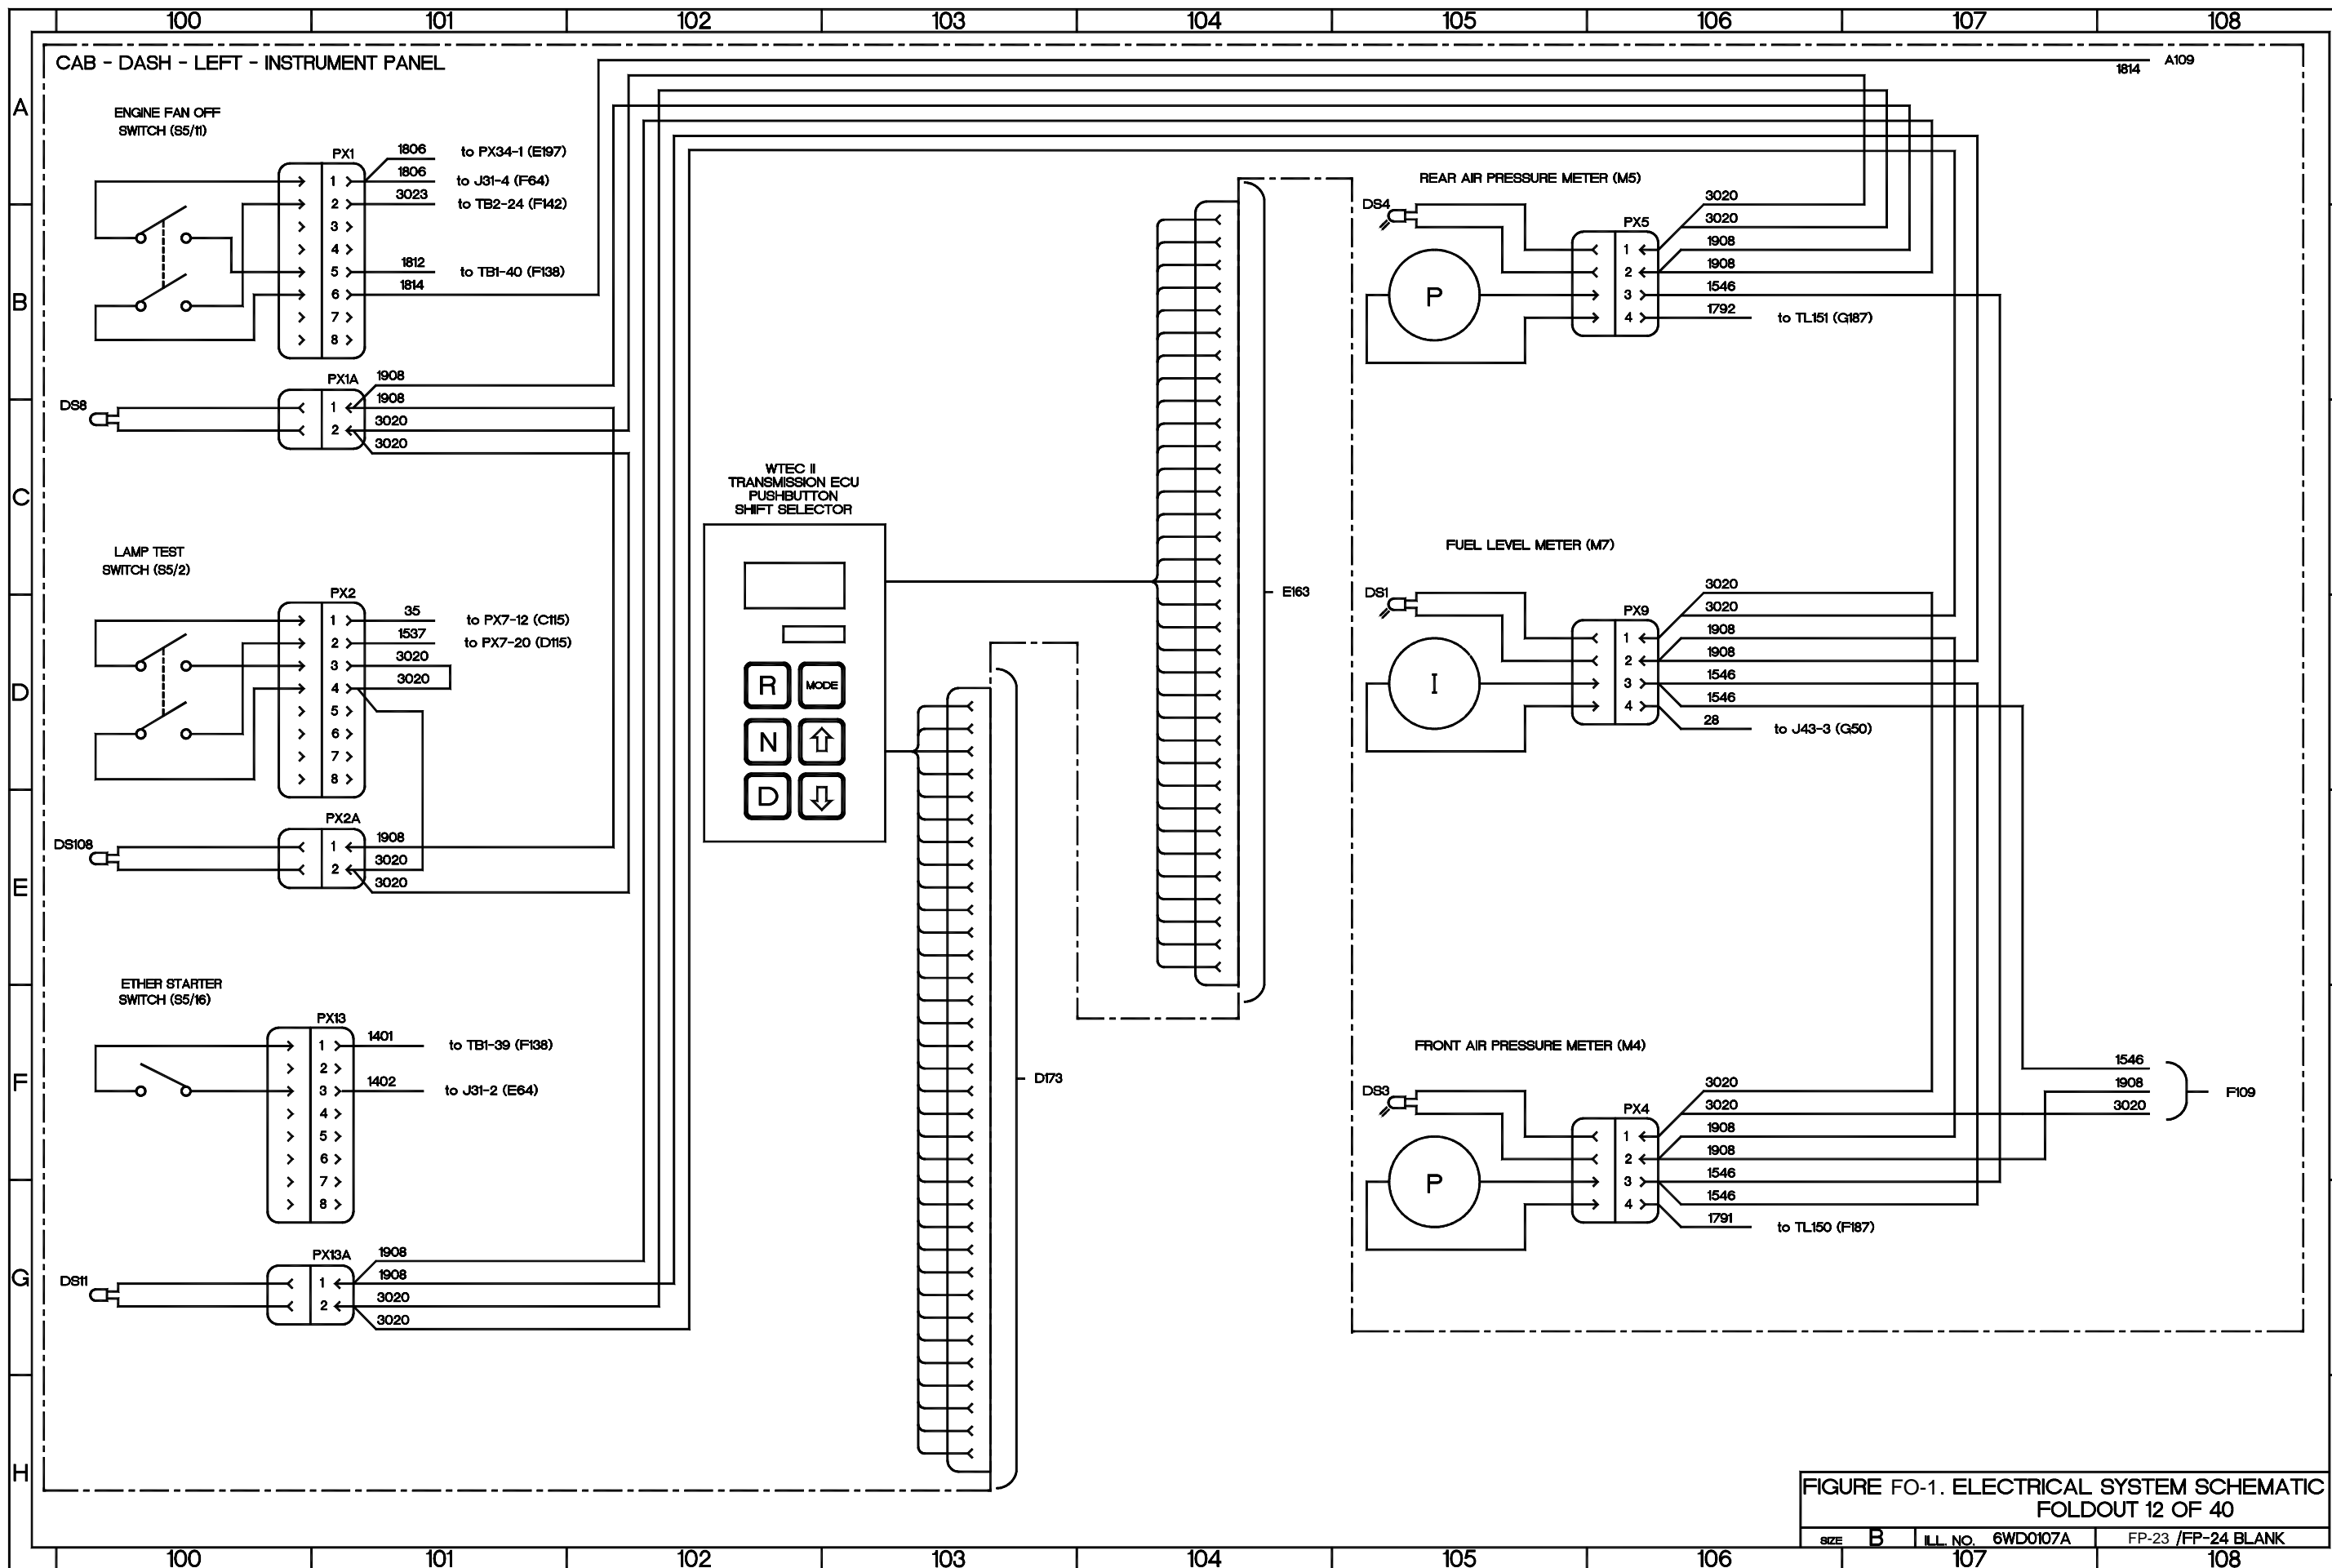 100 101 102 103 104 105 106 107 108
CAB - DASH - LEFT - INSTRUMENT PANEL
1814 A109
A
B
C
D
E
F
G
H
ENGINE FAN OFF
SWITCH (S5/11)
PX1
1806 to PX34-1 (E197)
1 1806 to J31-4 (F64)
2 3023 to TB2-24 (F142)
3
4
5 1812 to TB1-40 (F138)
6 1814
7
8
PX1A
DS8
1908
1 1908
2 3020
3020
LAMP TEST
SWITCH (S5/2)
PX2
1 35 to PX7-12 (C115)
2 1537 to PX7-20 (D115)
3 3020
4 3020
5
6
7
8
PX2A
DS108
1 1908
2 3020
3020
ETHER STARTER
SWITCH (S5/16)
PX13
1 1401 to TB1-39 (F138)
2
3 1402 to J31-2 (E64)
4
5
6
7
8
PX13A
DS11
1908
1 1908
2 3020
3020
WTEC II
TRANSMISSION ECU
PUSHBUTTON
SHIFT SELECTOR
R MODE
N
D
D173
E163
REAR AIR PRESSURE METER (M5)
DS4
P
PX5
3020
3020
1 1908
2 1908
3 1546
4 1792 to TL151 (G187)
FUEL LEVEL METER (M7)
DS1
I
PX9
3020
3020
1 1908
2 1908
3 1546
4 1546
28 to J43-3 (G50)
FRONT AIR PRESSURE METER (M4)
DS3
P
PX4
3020
3020
1 1908
2 1908
3 1546
4 1546
1791 to TL150 (F187)
1546
1908 F109
3020
FIGURE FO-1. ELECTRICAL SYSTEM SCHEMATIC
FOLDOUT 12 OF 40
SIZE B ILL. NO. 6WD0107A FP-23 /FP-24 BLANK
100 101 102 103 104 105 106 107 108